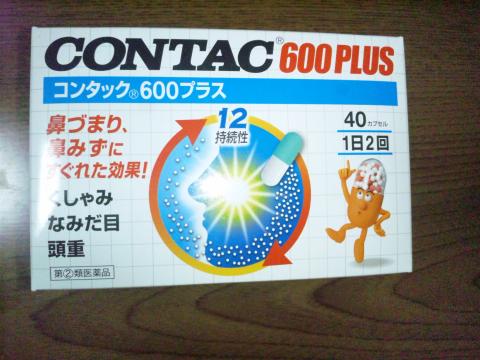 CONTAC® 600 PLUS
コンタック®600プラス
鼻づまり、
鼻みずに
すぐれた効果!
くしゃみ
なみだ目
頭重
指定②類医薬品
12
持続性
40カプセル
1日2回